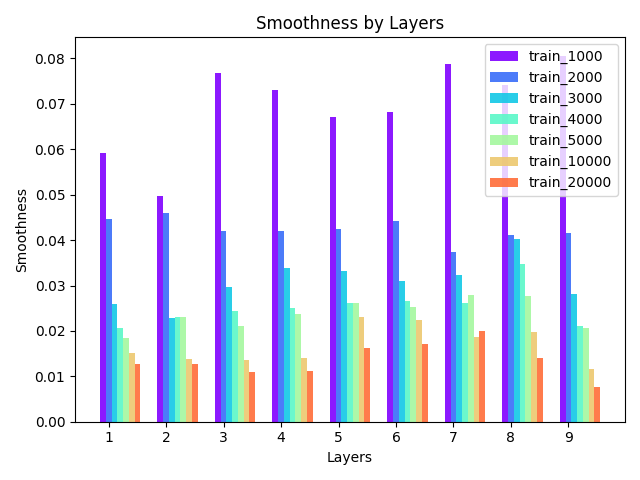 Smoothness by Layers
train_1000
train_2000
train_3000
train_4000
train_5000
train_10000
train_20000
Smoothness
0.08
0.07
0.06
0.05
0.04
0.03
0.02
0.01
0.00
1 2 3 4 5 6 7 8 9
Layers